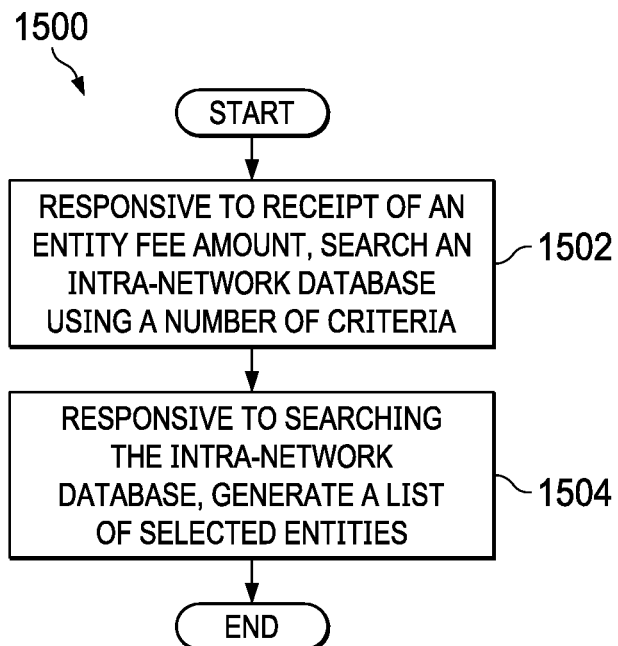 1500
START
RESPONSIVE TO RECEIPT OF AN
ENTITY FEE AMOUNT, SEARCH AN
INTRA-NETWORK DATABASE
USING A NUMBER OF CRITERIA
1502
RESPONSIVE TO SEARCHING
THE INTRA-NETWORK
DATABASE, GENERATE A LIST
OF SELECTED ENTITIES
1504
END